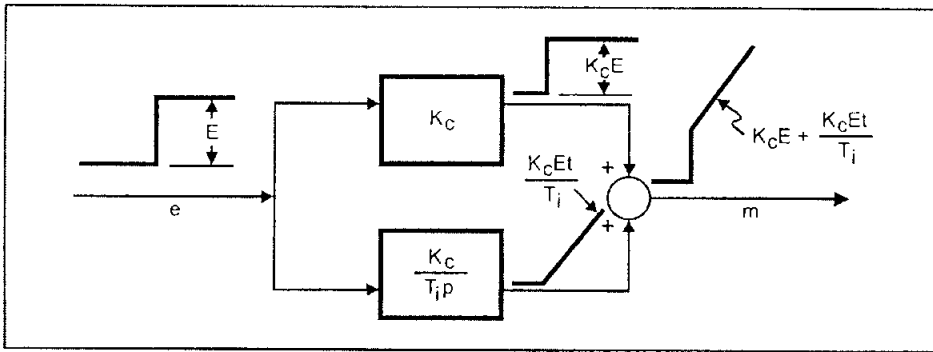 E
e
K_c
K_cE
K_cEt
T_i
K_c
T_ip
+
+
K_cE + K_cEt
T_i
m